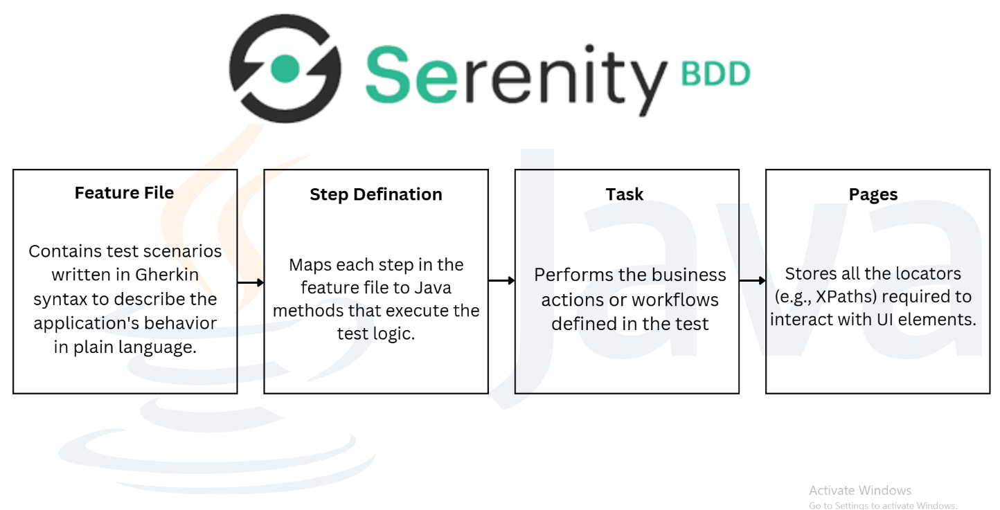 Serenity BDD
Feature File
Contains test scenarios
written in Gherkin
syntax to describe the
application's behavior
in plain language.
Step Defination
Maps each step in the
feature file to Java
methods that execute the
test logic.
Task
Performs the business
actions or workflows
defined in the test
Pages
Stores all the locators
(e.g., XPaths) required to
interact with UI elements.
Java
Activate Windows
Go to Settings to activate Windows.